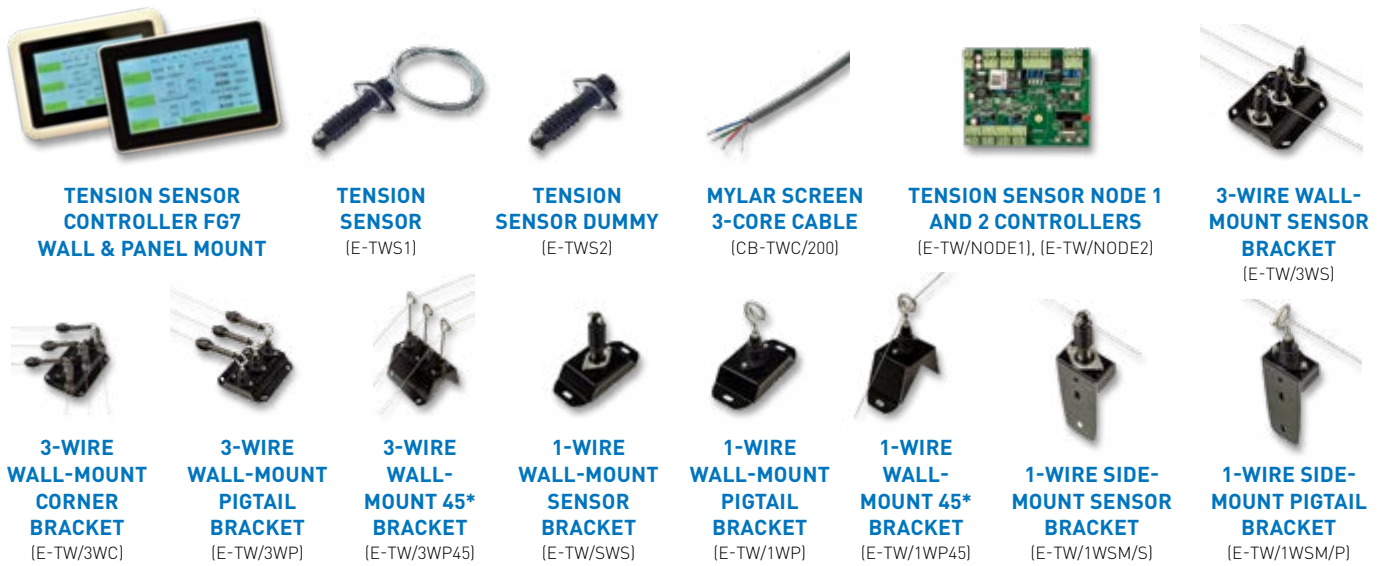 TENSION SENSOR
CONTROLLER FG7
WALL & PANEL MOUNT
TENSION
SENSOR
(E-TWS1)
TENSION
SENSOR DUMMY
(E-TWS2)
MYLAR SCREEN
3-CORE CABLE
(CB-TWC/200)
TENSION SENSOR NODE 1
AND 2 CONTROLLERS
(E-TW/NODE1), (E-TW/NODE2)
3-WIRE WALL-
MOUNT SENSOR
BRACKET
(E-TW/3WS)
3-WIRE
WALL-MOUNT
CORNER
BRACKET
(E-TW/3WC)
3-WIRE
WALL-MOUNT
PIGTAIL
BRACKET
(E-TW/3WP)
3-WIRE
WALL-
MOUNT 45*
BRACKET
(E-TW/3WP45)
1-WIRE
WALL-MOUNT
SENSOR
BRACKET
(E-TW/SWS)
1-WIRE
WALL-MOUNT
PIGTAIL
BRACKET
(E-TW/1WP)
1-WIRE
WALL-
MOUNT 45*
BRACKET
(E-TW/1WP45)
1-WIRE SIDE-
MOUNT SENSOR
BRACKET
(E-TW/1WSM/S)
1-WIRE SIDE-
MOUNT PIGTAIL
BRACKET
(E-TW/1WSM/P)